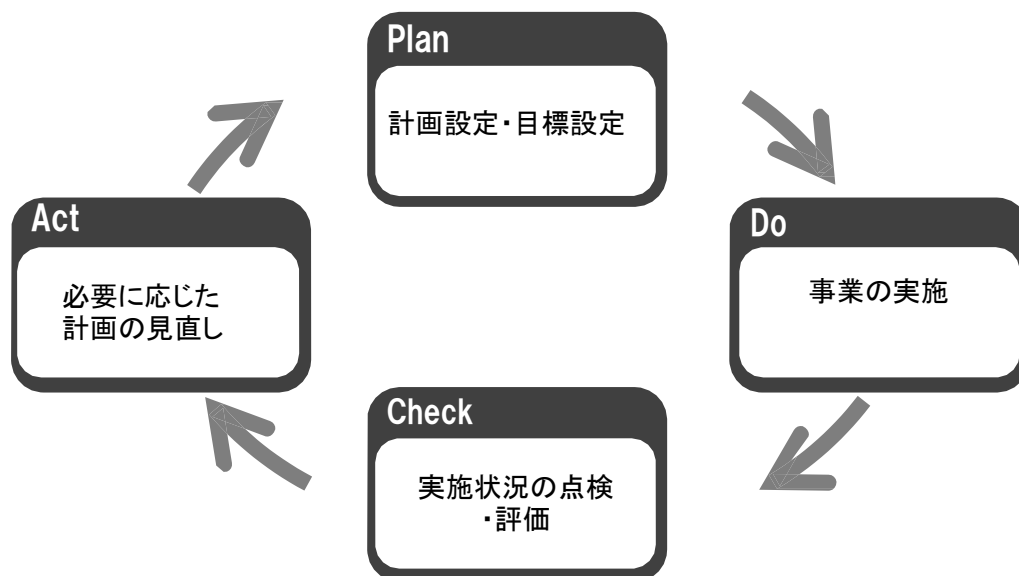 Plan
計画設定・目標設定
Act
必要に応じた
計画の見直し
Do
事業の実施
Check
実施状況の点検
・評価